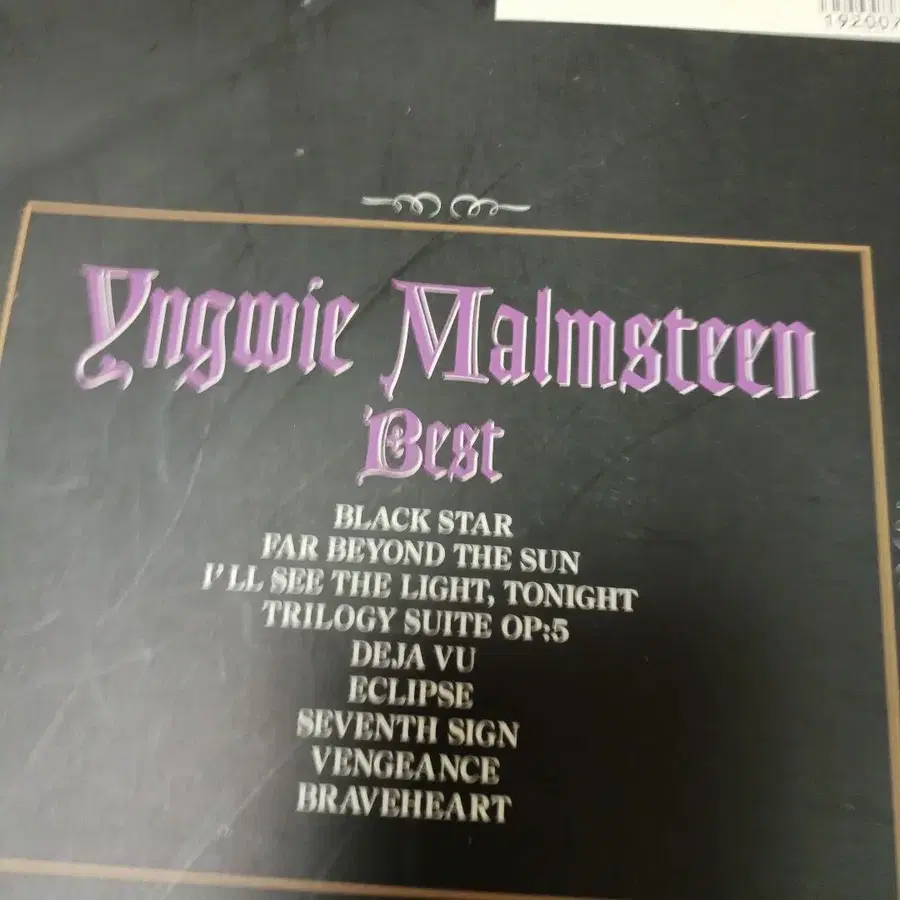 192007
Yngwie Malmsteen
Best
BLACK STAR
FAR BEYOND THE SUN
I'LL SEE THE LIGHT, TONIGHT
TRILOGY SUITE OP;5
DEJA VU
ECLIPSE
SEVENTH SIGN
VENGEANCE
BRAVEHEART